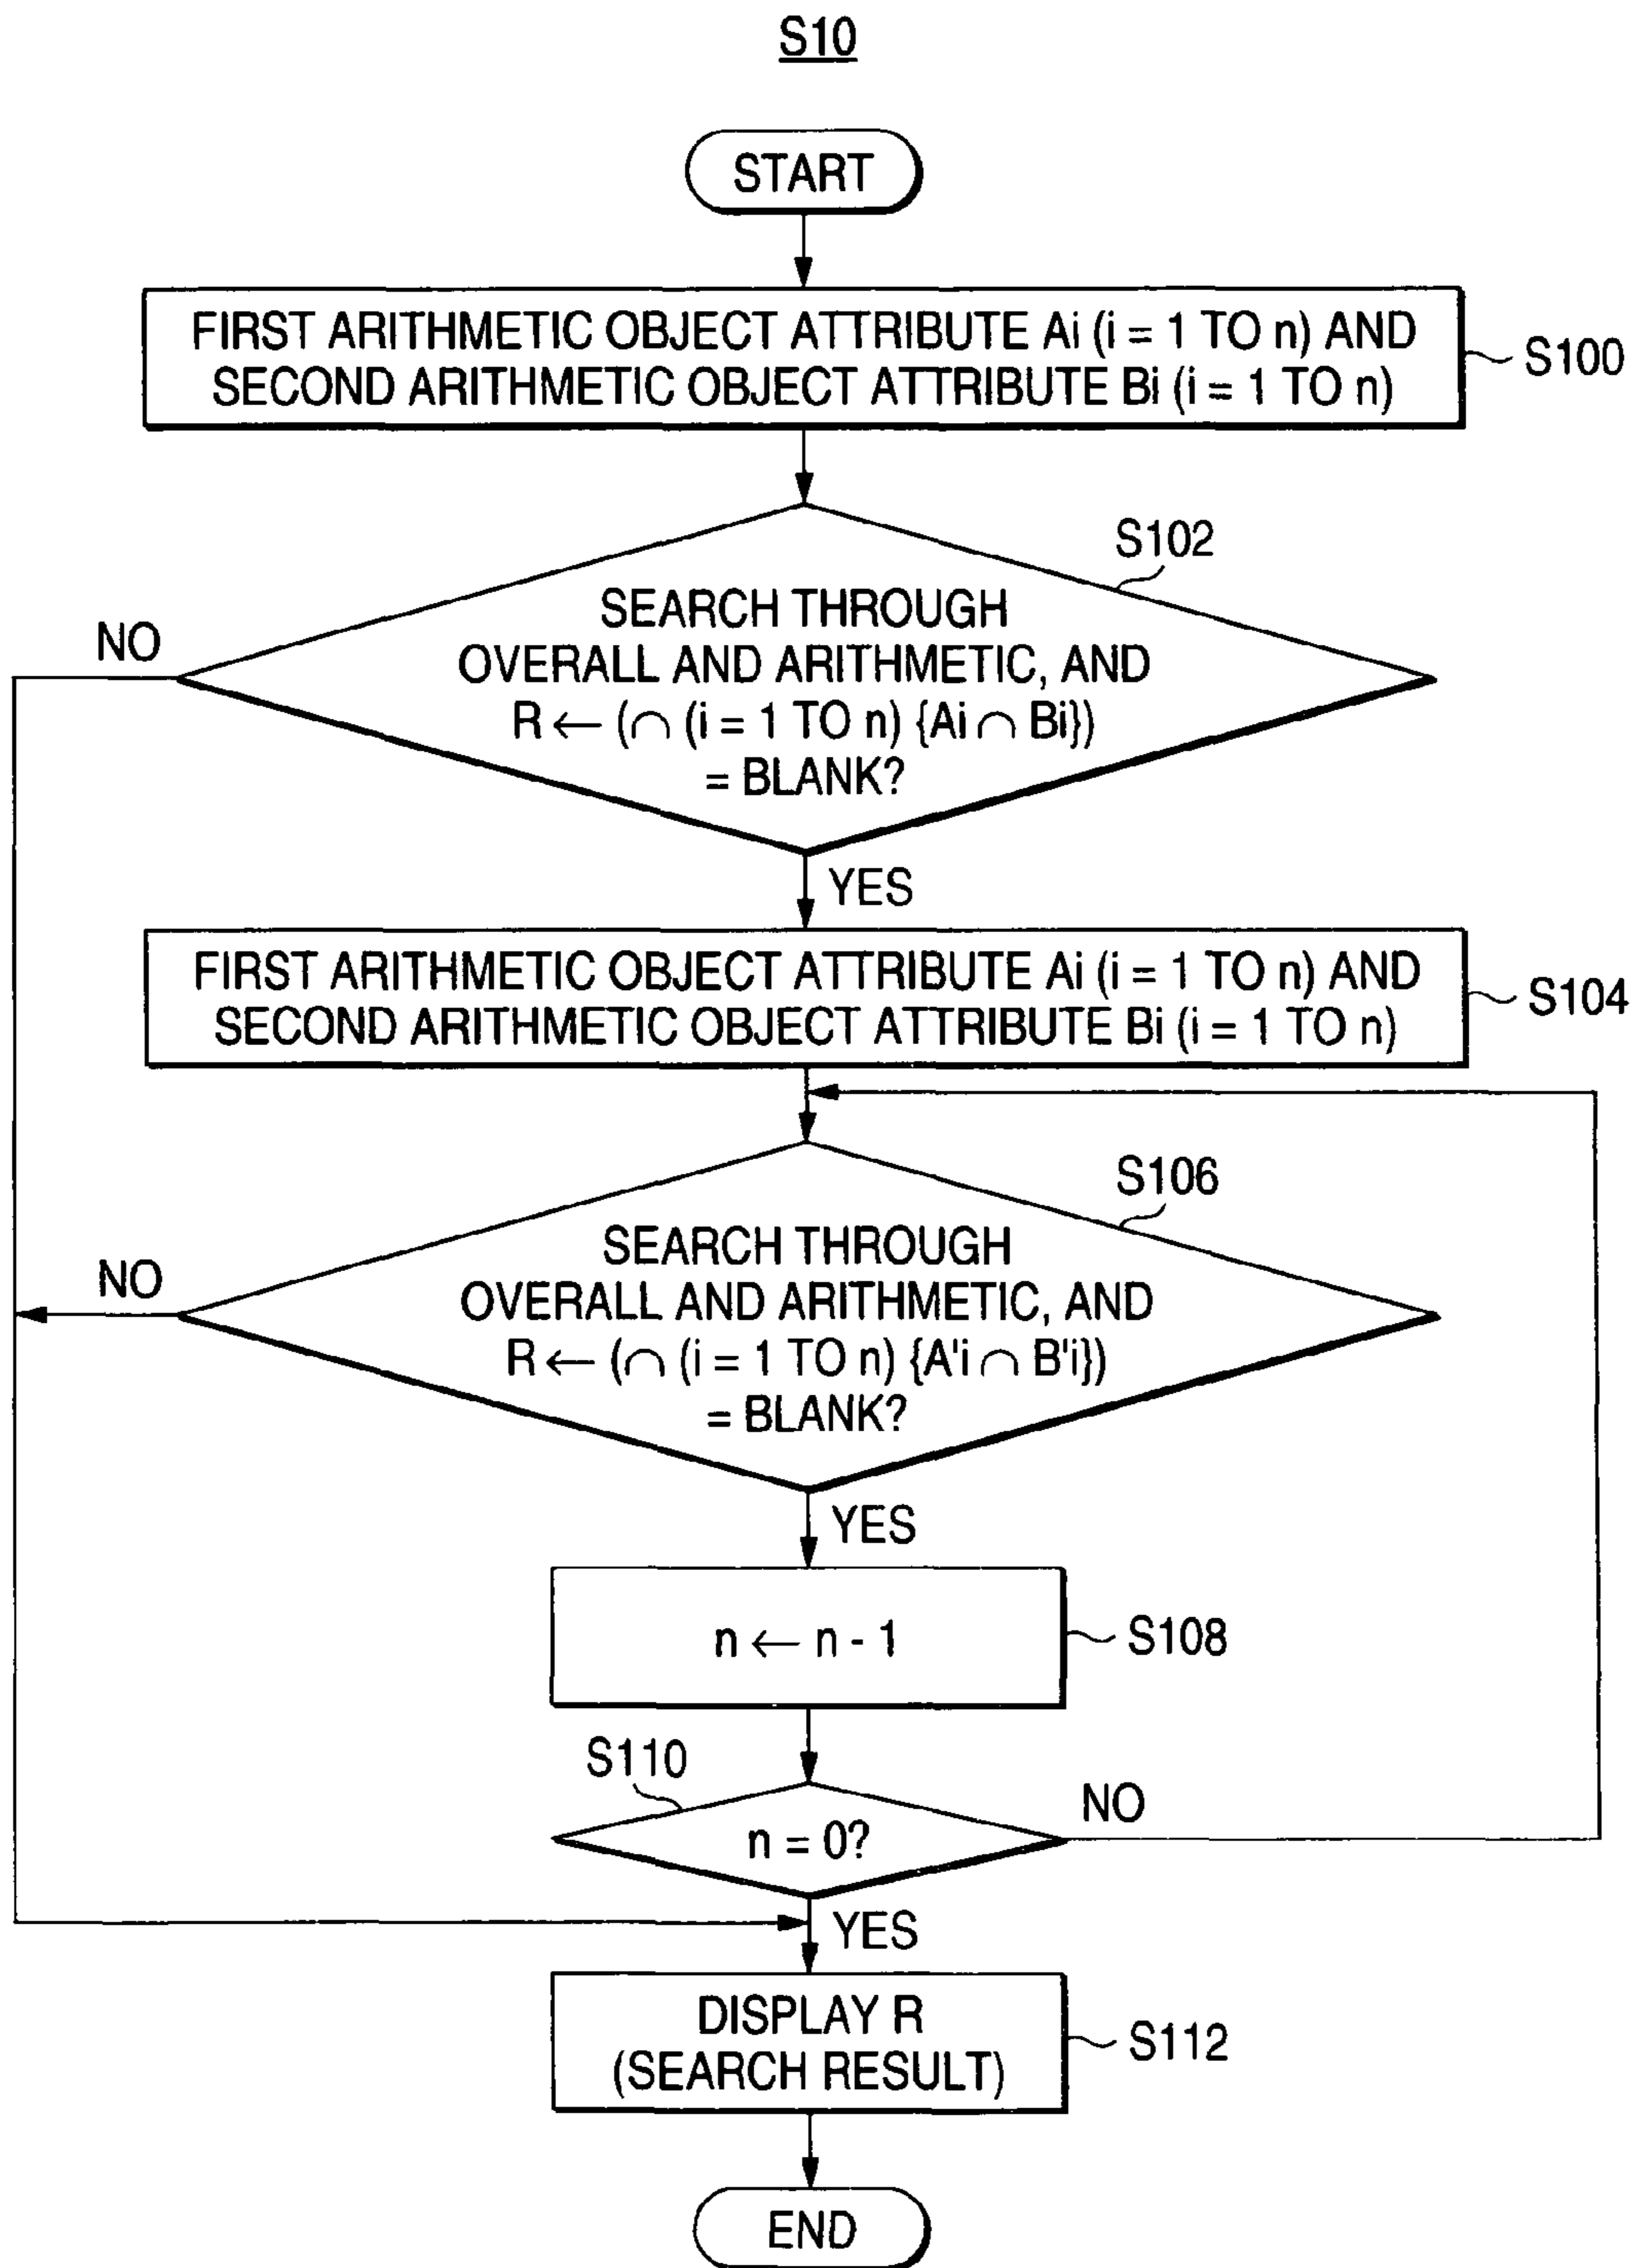 S10
START
FIRST ARITHMETIC OBJECT ATTRIBUTE Ai (i = 1 TO n) AND
SECOND ARITHMETIC OBJECT ATTRIBUTE Bi (i = 1 TO n)
S100
S102
SEARCH THROUGH
OVERALL AND ARITHMETIC, AND
R ← (∩ (i = 1 TO n) {Ai ∩ Bi})
= BLANK?
NO
YES
FIRST ARITHMETIC OBJECT ATTRIBUTE Ai (i = 1 TO n) AND
SECOND ARITHMETIC OBJECT ATTRIBUTE Bi (i = 1 TO n)
S104
S106
SEARCH THROUGH
OVERALL AND ARITHMETIC, AND
R ← (∩ (i = 1 TO n) {A'i ∩ B'i})
= BLANK?
NO
YES
n ← n - 1
S108
S110
n = 0?
NO
YES
DISPLAY R
(SEARCH RESULT)
S112
END